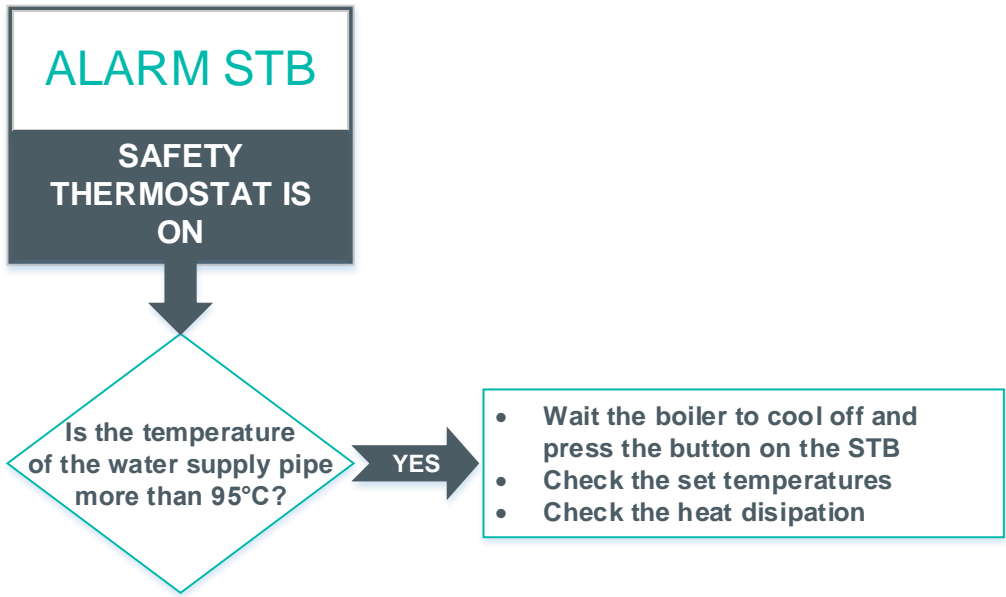 ALARM STB
SAFETY
THERMOSTAT IS
ON
Is the temperature
of the water supply pipe
more than 95°C?
YES
• Wait the boiler to cool off and
press the button on the STB
• Check the set temperatures
• Check the heat disipation